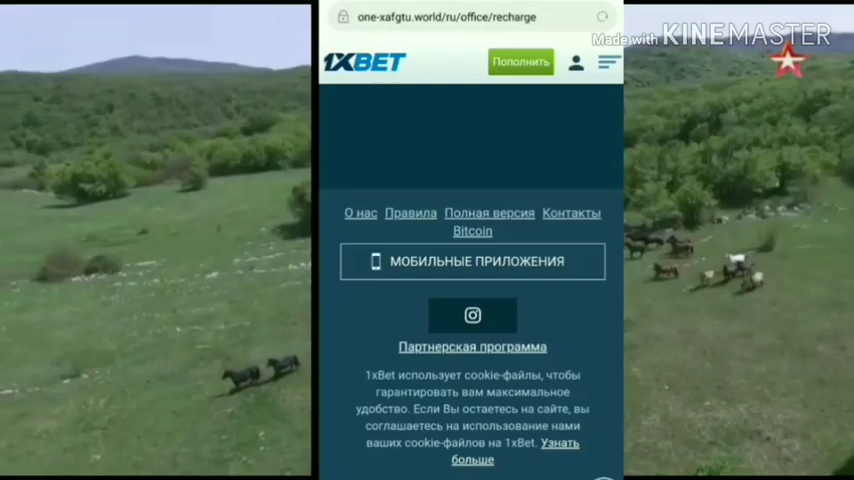 one-xafgtu.world/ru/office/recharge
Made with KINEMASTER
1XBET
Пополнить
О нас Правила Полная версия Контакты
Bitcoin
МОБИЛЬНЫЕ ПРИЛОЖЕНИЯ
Партнерская программа
1xBet использует cookie-файлы, чтобы
гарантировать вам максимальное
удобство. Если Вы остаетесь на сайте, вы
соглашаетесь на использование нами
ваших cookie-файлов на 1xBet. Узнать
больше